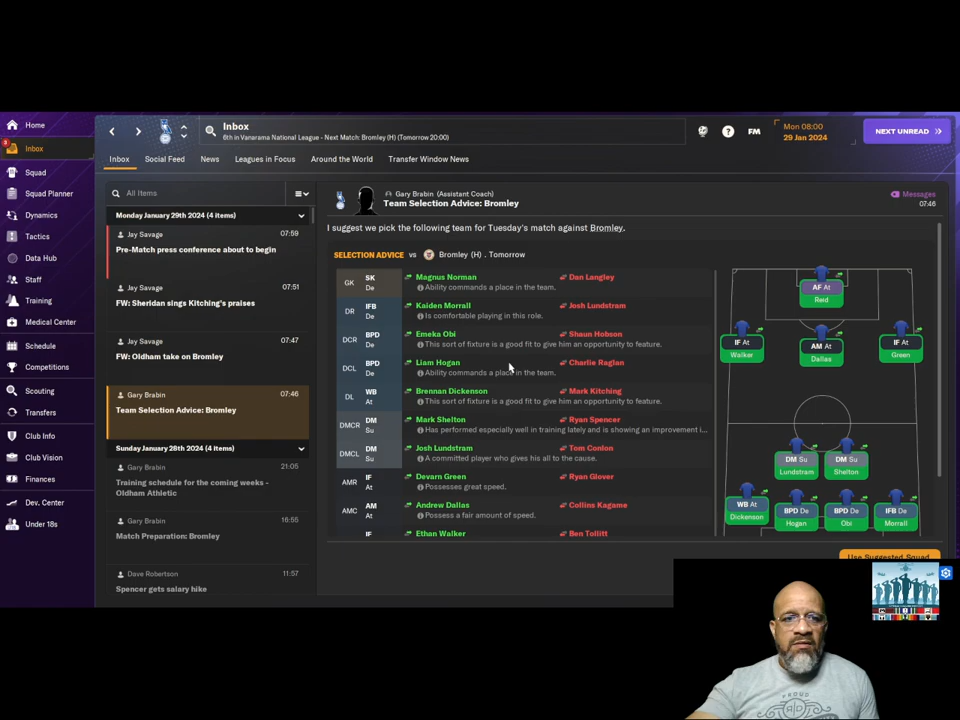 Home
Inbox
6th in Vanarama National League - Next Match: Bromley (H) (Tomorrow 20:00)
FM
Mon 08:00
29 Jan 2024
NEXT UNREAD
3
Inbox
Squad
Squad Planner
Dynamics
Tactics
Data Hub
Staff
Training
Medical Center
Schedule
Competitions
Scouting
Transfers
Club Info
Club Vision
Finances
Dev. Center
Under 18s
Inbox
Social Feed
News
Leagues in Focus
Around the World
Transfer Window News
All Items
Monday January 29th 2024 (4 items)
Jay Savage 07:59
Pre-Match press conference about to begin
Jay Savage 07:51
FW: Sheridan sings Kitching's praises
Jay Savage 07:47
FW: Oldham take on Bromley
Gary Brabin 07:46
Team Selection Advice: Bromley
Sunday January 28th 2024 (4 items)
Gary Brabin 21:05
Training schedule for the coming weeks -
Oldham Athletic
Gary Brabin 16:55
Match Preparation: Bromley
Dave Robertson 11:57
Spencer gets salary hike
Gary Brabin (Assistant Coach)
Team Selection Advice: Bromley
Messages
07:46
I suggest we pick the following team for Tuesday's match against Bromley.
SELECTION ADVICE vs Bromley (H) . Tomorrow
GK SK De Magnus Norman Dan Langley
Ability commands a place in the team.
DR IFB De Kaiden Morrall Josh Lundstram
Is comfortable playing in this role.
DCR BPD De Emeka Obi Shaun Hobson
This sort of fixture is a good fit to give him an opportunity to feature.
DCL BPD De Liam Hogan Charlie Raglan
Ability commands a place in the team.
DL WB At Brennan Dickenson Mark Kitching
This sort of fixture is a good fit to give him an opportunity to feature.
DMCR DM Su Mark Shelton Ryan Spencer
Has performed especially well in training lately and is showing an improvement i...
DMCL DM Su Josh Lundstram Tom Conlon
A committed player who gives his all to the cause.
AMR IF At Devarn Green Ryan Glover
Possesses great speed.
AMC AM At Andrew Dallas Collins Kagame
Possess a fair amount of speed.
IF Ethan Walker Ben Tollitt
AF At
Reid
IF At
Walker
AM At
Dallas
IF At
Green
DM Su
Lundstram
DM Su
Shelton
WB At
Dickenson
BPD De
Hogan
BPD De
Obi
IFB De
Morrall
Use Suggested Squad
PROUD